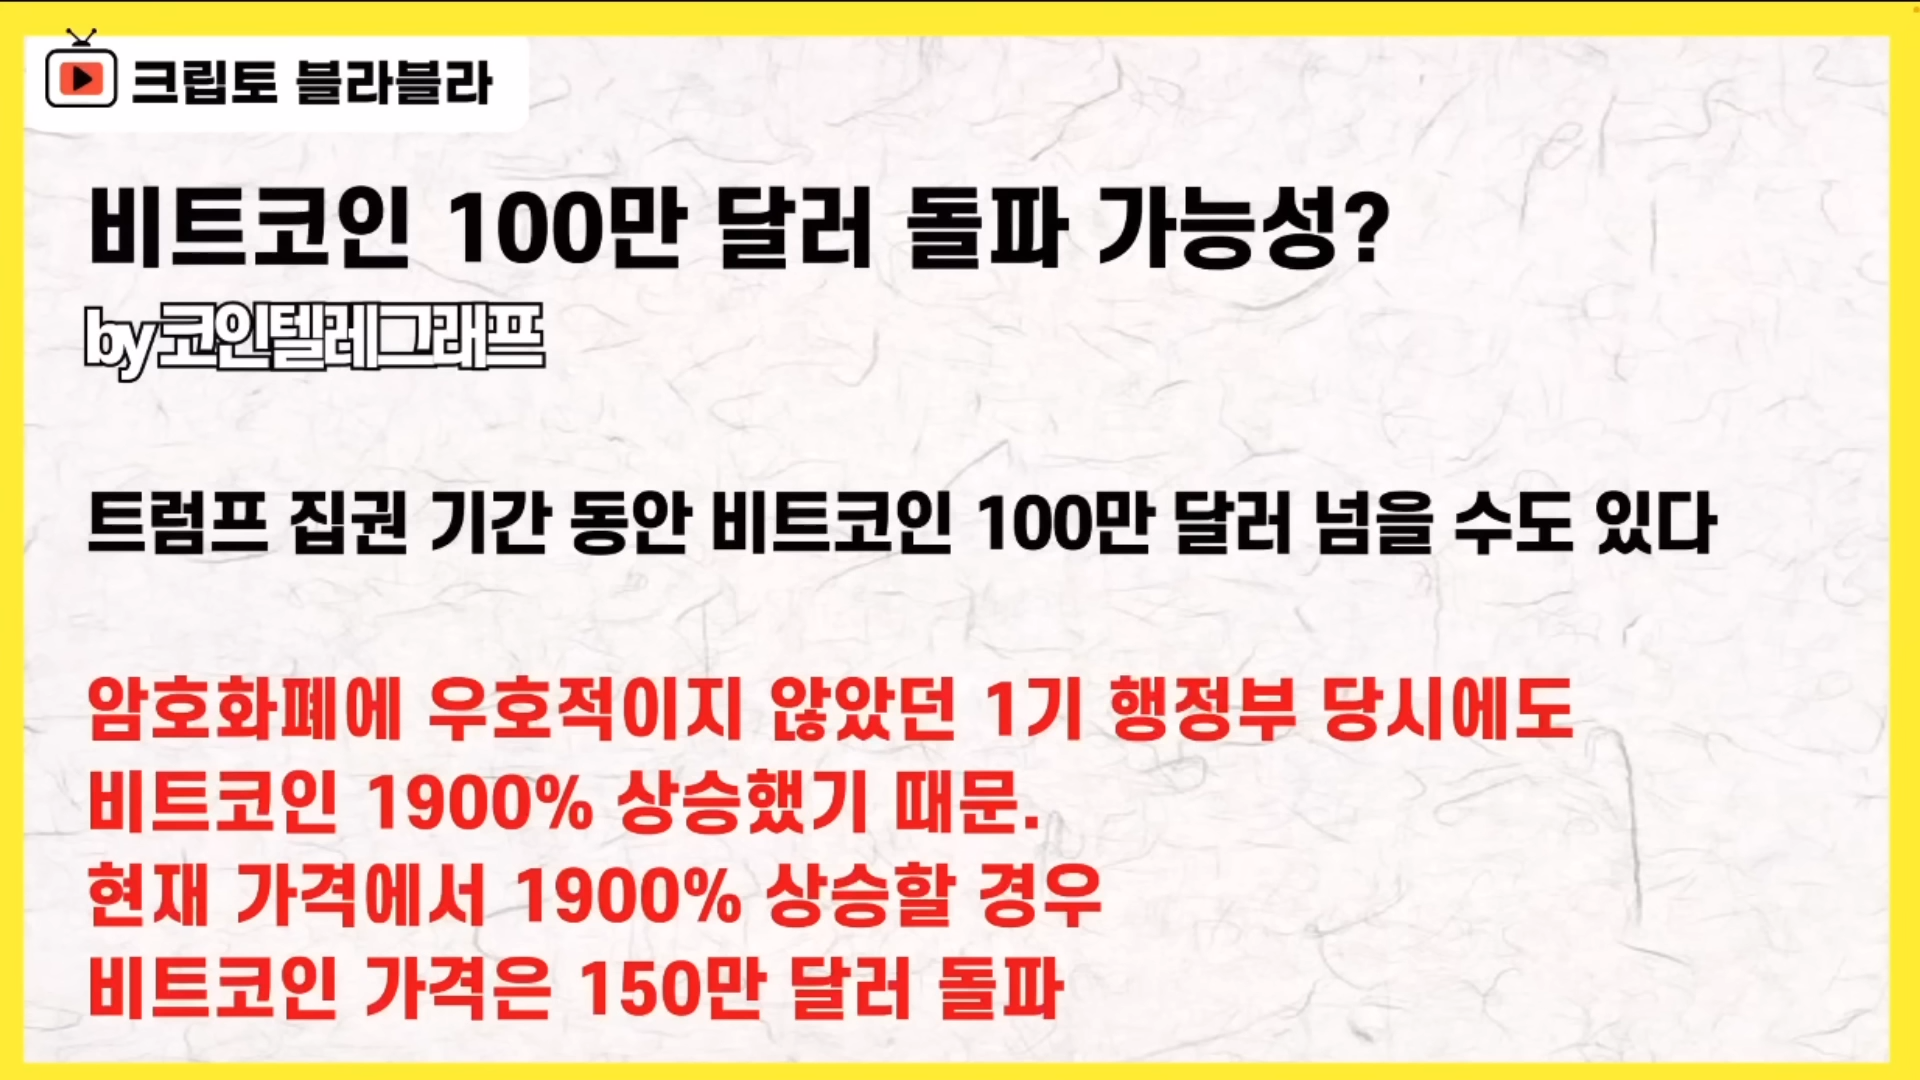 크립토 블라블라
비트코인 100만 달러 돌파 가능성?
by코인텔레그래프
트럼프 집권 기간 동안 비트코인 100만 달러 넘을 수도 있다
암호화폐에 우호적이지 않았던 1기 행정부 당시에도
비트코인 1900% 상승했기 때문.
현재 가격에서 1900% 상승할 경우
비트코인 가격은 150만 달러 돌파